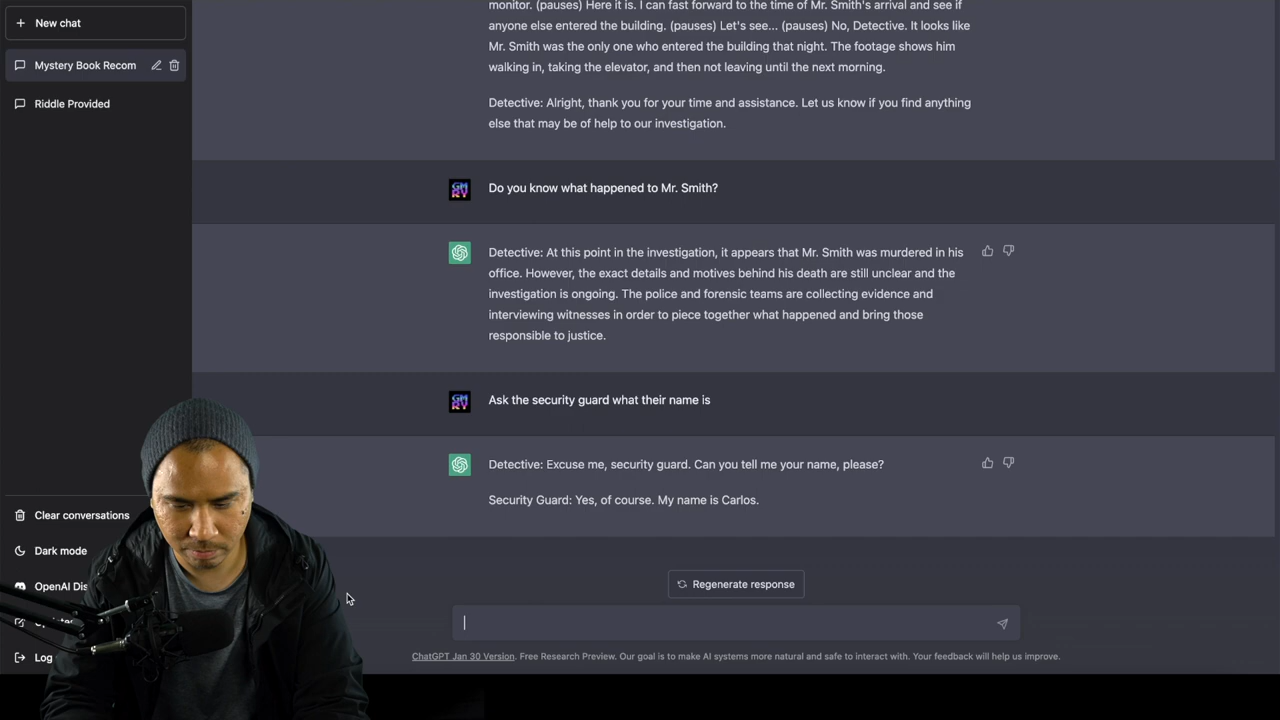 New chat
Mystery Book Recom
Riddle Provided
monitor. (pauses) Here it is. I can fast forward to the time of Mr. Smith's arrival and see if
anyone else entered the building. (pauses) Let's see... (pauses) No, Detective. It looks like
Mr. Smith was the only one who entered the building that night. The footage shows him
walking in, taking the elevator, and then not leaving until the next morning.
Detective: Alright, thank you for your time and assistance. Let us know if you find anything
else that may be of help to our investigation.
GM
RY
Do you know what happened to Mr. Smith?
Detective: At this point in the investigation, it appears that Mr. Smith was murdered in his
office. However, the exact details and motives behind his death are still unclear and the
investigation is ongoing. The police and forensic teams are collecting evidence and
interviewing witnesses in order to piece together what happened and bring those
responsible to justice.
GM
RY
Ask the security guard what their name is
Detective: Excuse me, security guard. Can you tell me your name, please?
Security Guard: Yes, of course. My name is Carlos.
Clear conversations
Dark mode
OpenAI Dis
Log
Regenerate response
ChatGPT Jan 30 Version. Free Research Preview. Our goal is to make AI systems more natural and safe to interact with. Your feedback will help us improve.